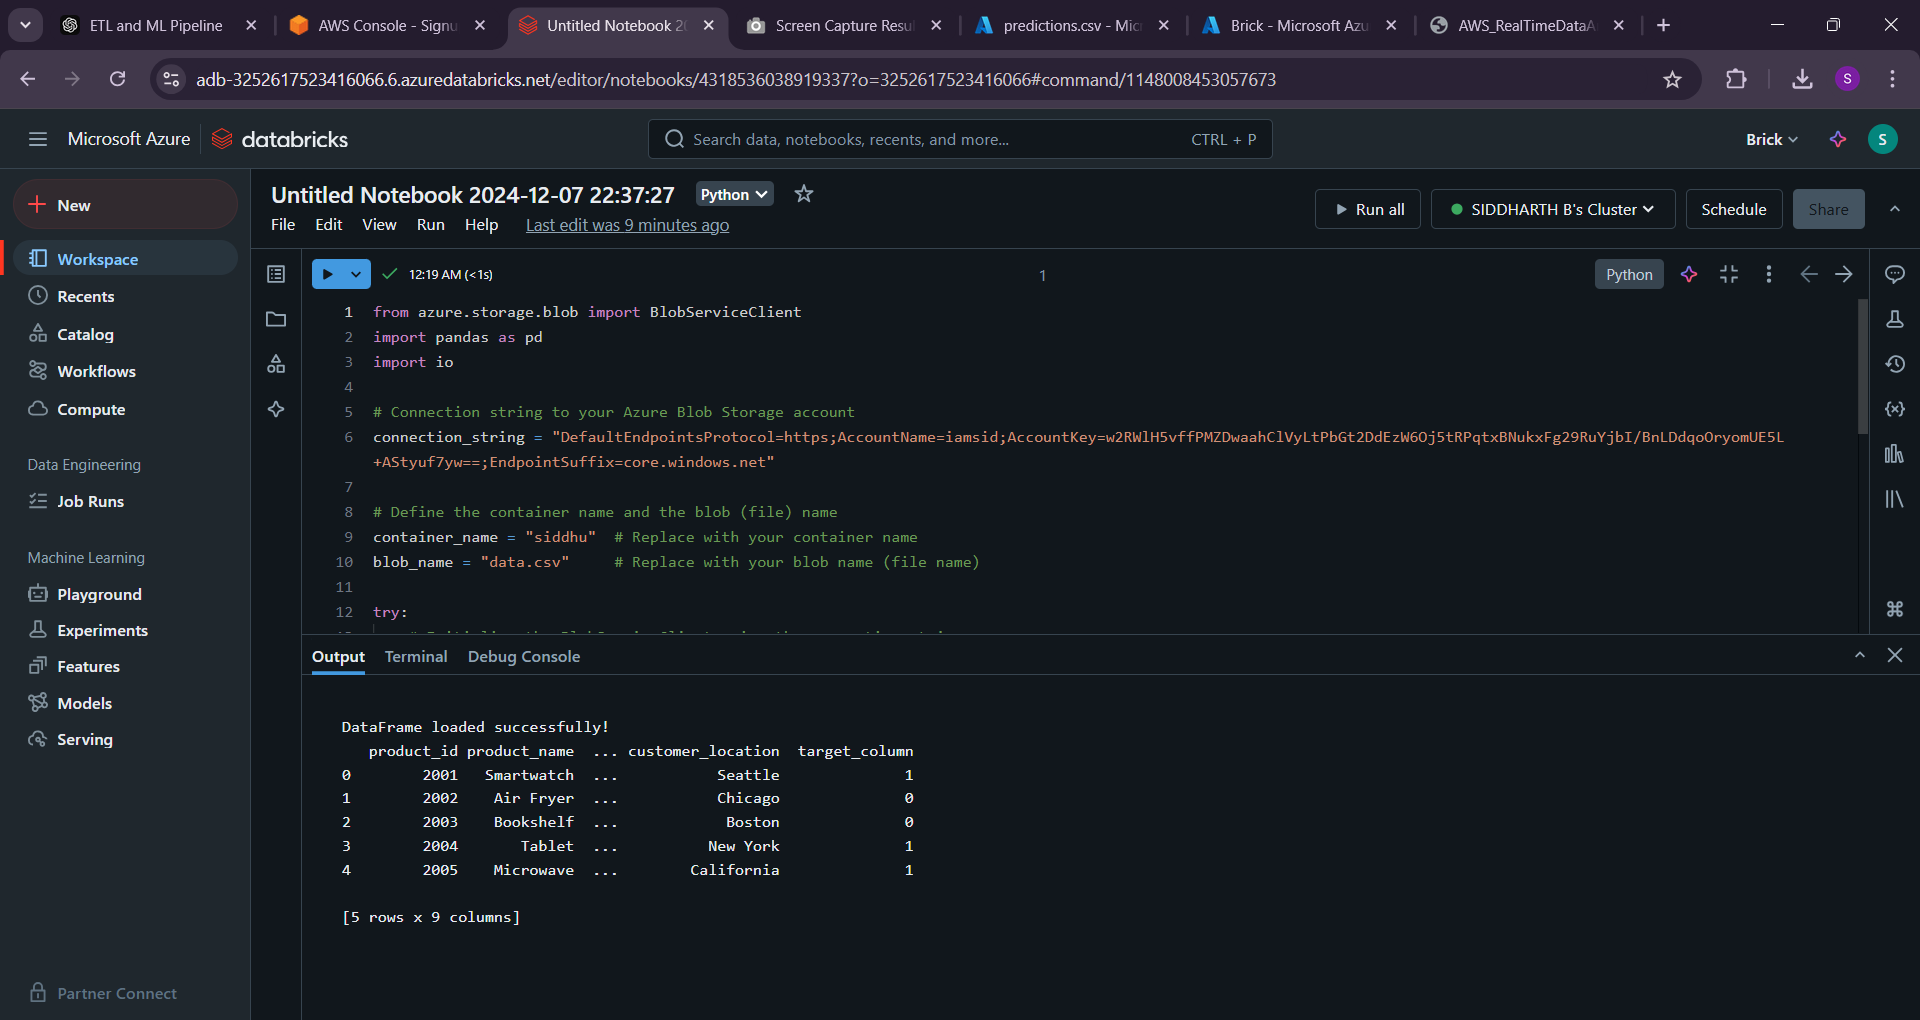 ETL and ML Pipeline
AWS Console - Signu
Untitled Notebook 20
Screen Capture Resul
predictions.csv - Mic
Brick - Microsoft Azu
AWS_RealTimeDataA
adb-3252617523416066.6.azuredatabricks.net/editor/notebooks/4318536038919337?o=3252617523416066#command/1148008453057673
S
Microsoft Azure
databricks
Search data, notebooks, recents, and more...
CTRL + P
Brick
S
New
Workspace
Recents
Catalog
Workflows
Compute
Data Engineering
Job Runs
Machine Learning
Playground
Experiments
Features
Models
Serving
Partner Connect
Untitled Notebook 2024-12-07 22:37:27
Python
File Edit View Run Help Last edit was 9 minutes ago
Run all
SIDDHARTH B's Cluster
Schedule
Share
12:19 AM (<1s)
1
Python
1 from azure.storage.blob import BlobServiceClient
2 import pandas as pd
3 import io
4
5 # Connection string to your Azure Blob Storage account
6 connection_string = "DefaultEndpointsProtocol=https;AccountName=iamsid;AccountKey=w2RWlH5vffPMZDwaahClVyLtPbGt2DdEzW6Oj5tRPqtxBNukxFg29RuYjbI/BnLDdqoOryomUE5L
+AStyuf7yw==;EndpointSuffix=core.windows.net"
7
8 # Define the container name and the blob (file) name
9 container_name = "siddhu" # Replace with your container name
10 blob_name = "data.csv" # Replace with your blob name (file name)
11
12 try:
Output Terminal Debug Console
DataFrame loaded successfully!
product_id product_name ... customer_location target_column
0 2001 Smartwatch ... Seattle 1
1 2002 Air Fryer ... Chicago 0
2 2003 Bookshelf ... Boston 0
3 2004 Tablet ... New York 1
4 2005 Microwave ... California 1
[5 rows x 9 columns]